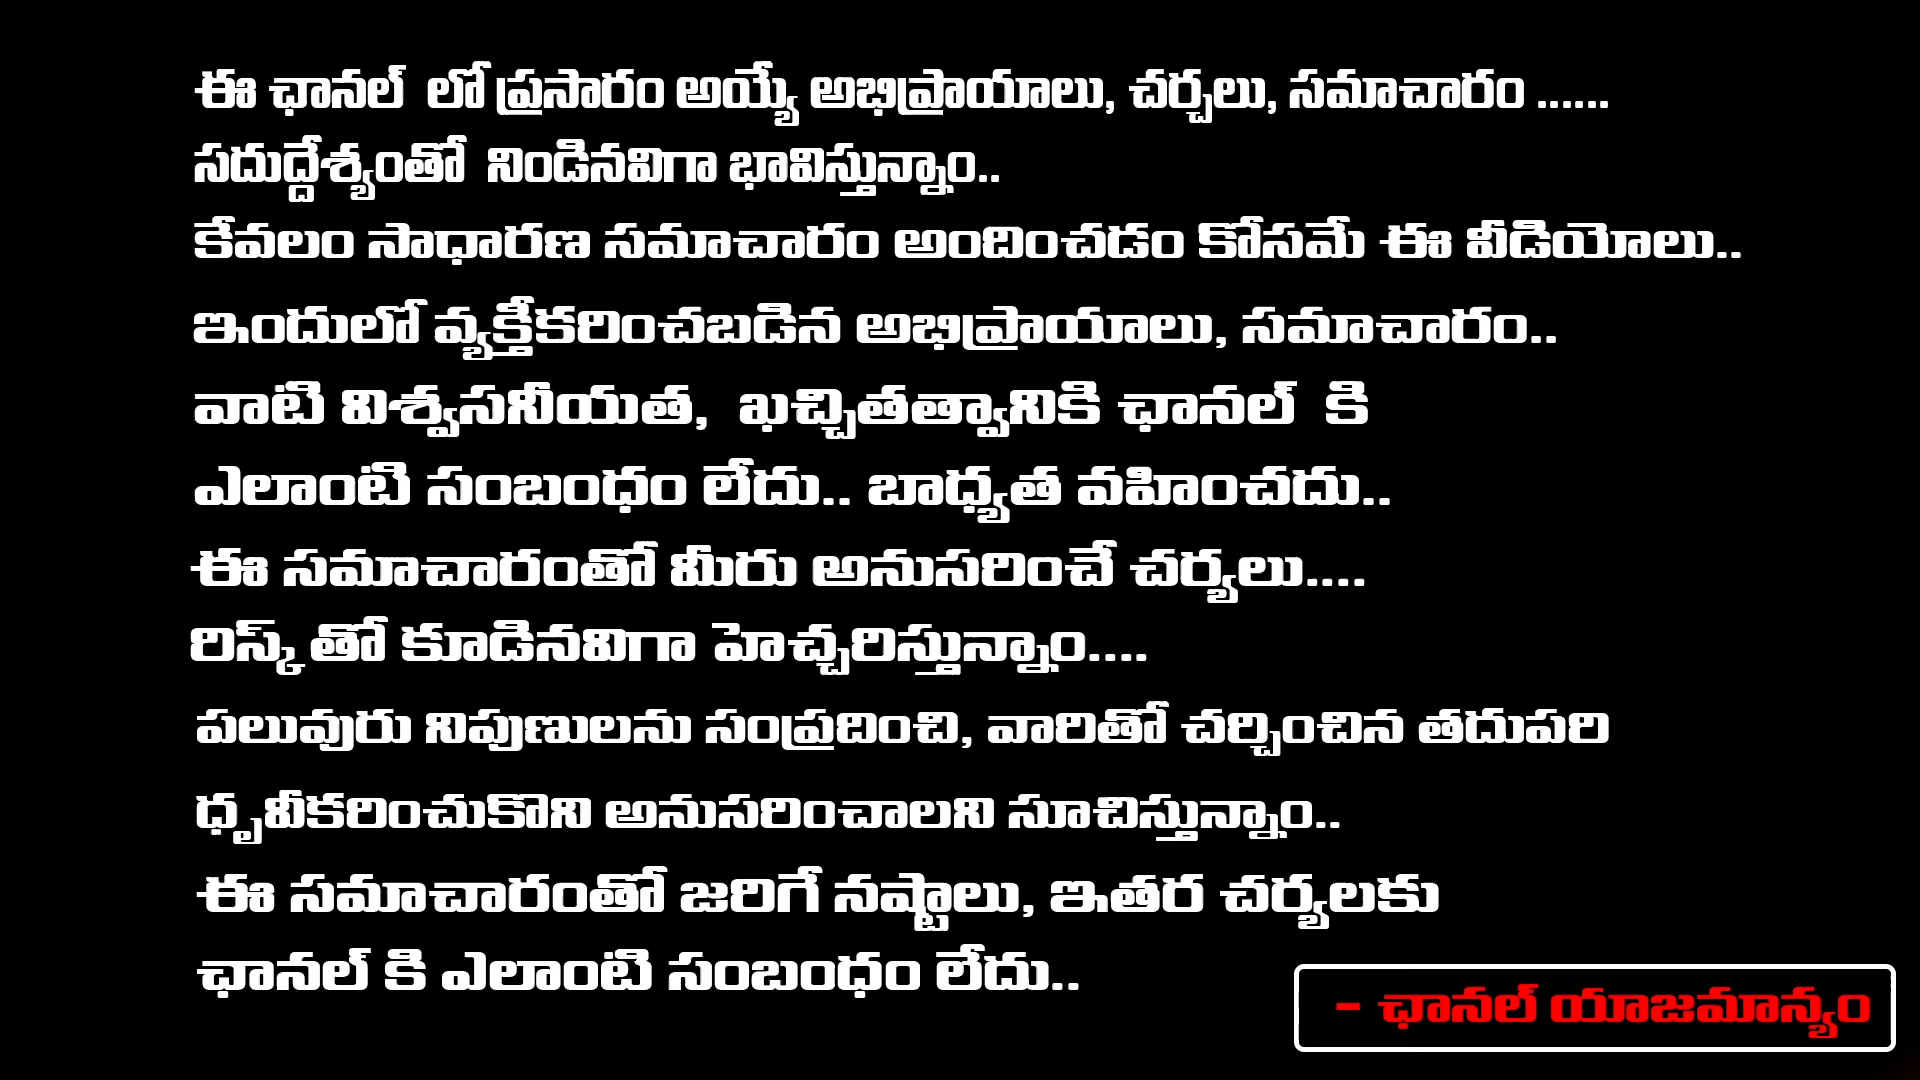 ఈ ఛానల్ లో ప్రసారం అయ్యే అభిప్రాయాలు, చర్చలు, సమాచారం ......
సదుద్దేశ్యంతో నిండినవిగా భావిస్తున్నాం..
కేవలం సాధారణ సమాచారం అందించడం కోసమే ఈ వీడియోలు..
ఇందులో వ్యక్తీకరించబడిన అభిప్రాయాలు, సమాచారం..
వాటి విశ్వసనీయత, ఖచ్చితత్వానికి ఛానల్ కి
ఎలాంటి సంబంధం లేదు.. బాధ్యత వహించదు..
ఈ సమాచారంతో మీరు అనుసరించే చర్యలు....
రిస్క్ తో కూడినవిగా హెచ్చరిస్తున్నాం....
పలువురు నిపుణులను సంప్రదించి, వారితో చర్చించిన తదుపరి
ధృవీకరించుకొని అనుసరించాలని సూచిస్తున్నాం..
ఈ సమాచారంతో జరిగే నష్టాలు, ఇతర చర్యలకు
ఛానల్ కి ఎలాంటి సంబంధం లేదు..
- ఛానల్ యాజమాన్యం